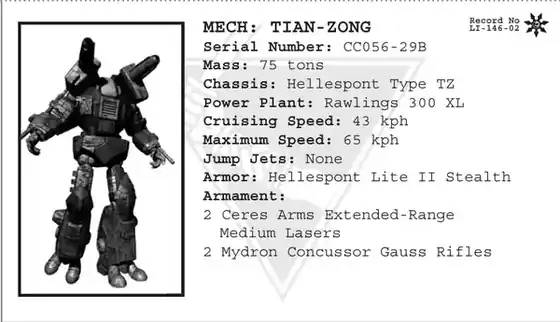 MECH: TIAN-ZONG
Record No
LI-146-02
Serial Number: CC056-29B
Mass: 75 tons
Chassis: Hellespont Type TZ
Power Plant: Rawlings 300 XL
Cruising Speed: 43 kph
Maximum Speed: 65 kph
Jump Jets: None
Armor: Hellespont Lite II Stealth
Armament:
2 Ceres Arms Extended-Range
Medium Lasers
2 Mydron Concussor Gauss Rifles